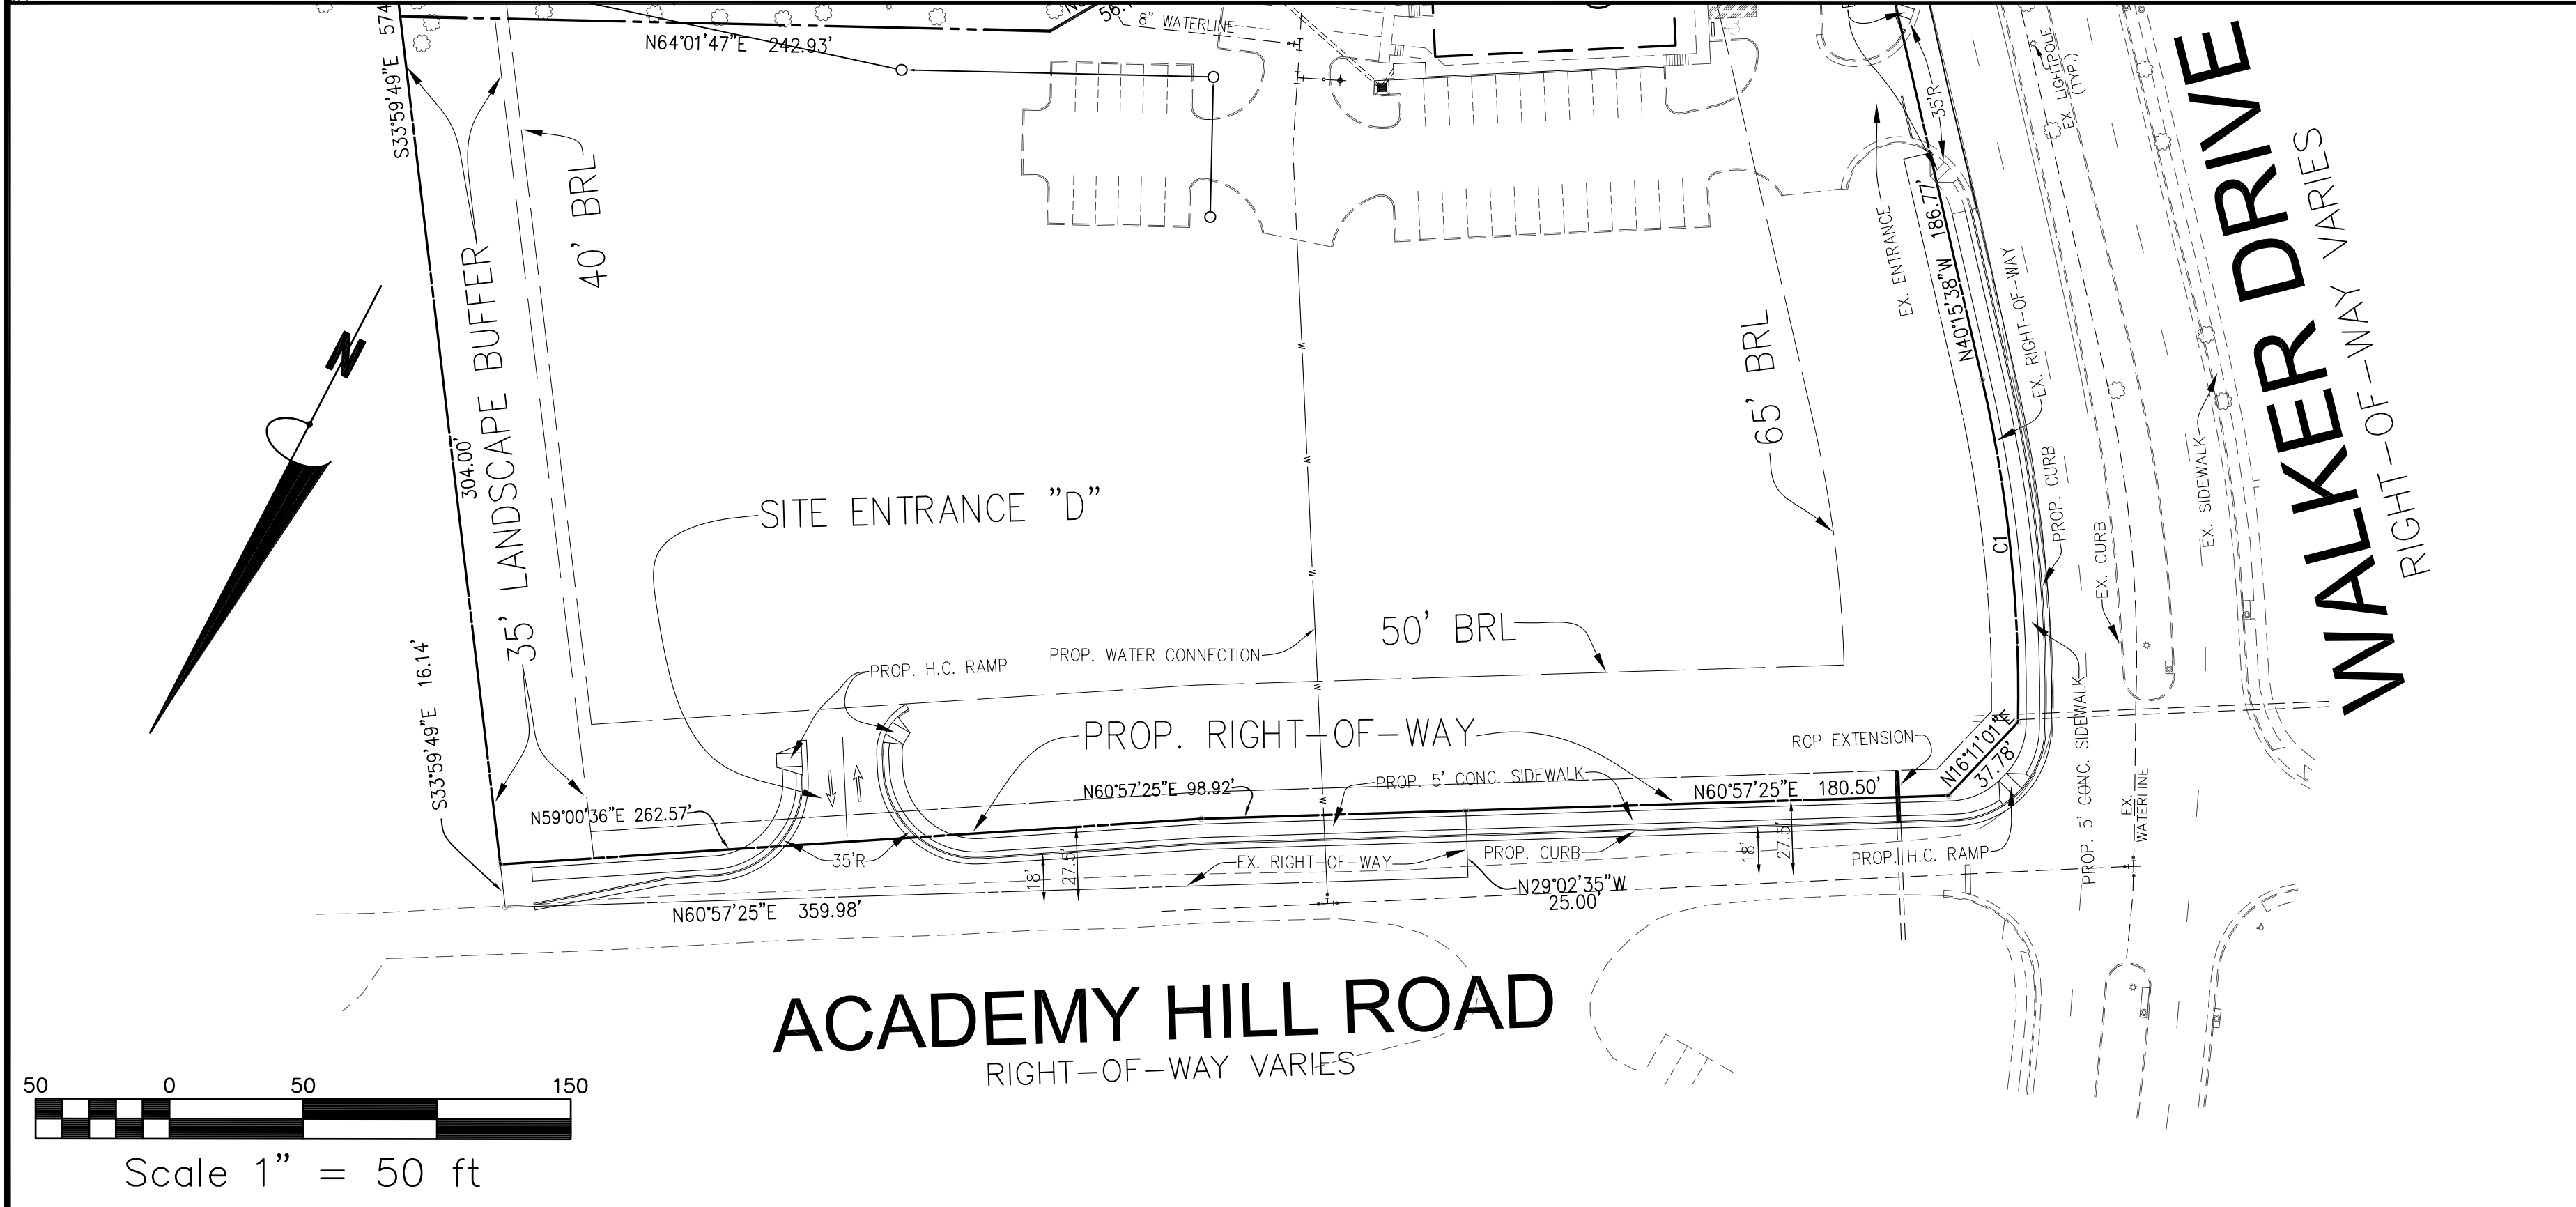 N64°01'47"E 242.93'
8" WATERLINE
S33°59'49"E 574
35' LANDSCAPE BUFFER
304.00'
40' BRL
N
SITE ENTRANCE "D"
65' BRL
50' BRL
EX. ENTRANCE
35'R
N40°15'38"W 186.77'
EX. RIGHT-OF-WAY
EX. LIGHTPOLE
(TYP.)
WALKER DRIVE
RIGHT-OF-WAY VARIES
C1
PROP. CURB
EX. CURB
EX. SIDEWALK
PROP. 5' CONC. SIDEWALK
EX.
WATERLINE
S33°59'49"E 16.14'
PROP. H.C. RAMP
PROP. WATER CONNECTION
W
W
W
W
W
PROP. RIGHT-OF-WAY
RCP EXTENSION
N16°11'01"E
37.78'
N59°00'36"E 262.57'
N60°57'25"E 98.92'
PROP. 5' CONC. SIDEWALK
N60°57'25"E 180.50'
35'R
18'
27.5'
EX. RIGHT-OF-WAY
PROP. CURB
18'
27.5'
PROP. H.C. RAMP
N60°57'25"E 359.98'
N29°02'35"W
25.00'
ACADEMY HILL ROAD
RIGHT-OF-WAY VARIES
50 0 50 150
Scale 1" = 50 ft